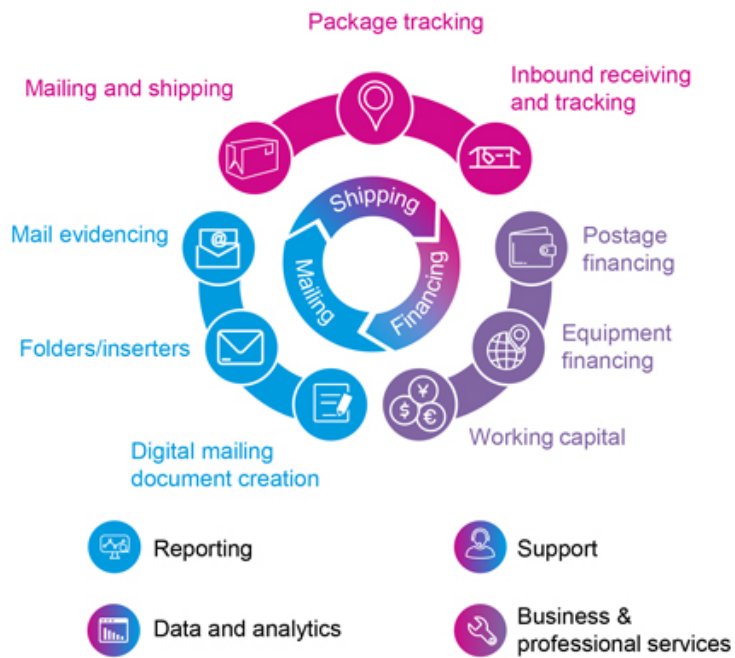 Package tracking
Mailing and shipping
Inbound receiving
and tracking
Shipping
Mail evidencing
Postage
financing
Mailing
Financing
Folders/inserters
Equipment
financing
Digital mailing
document creation
Working capital
@
¥
$
€
Reporting
Support
Data and analytics
Business &
professional services